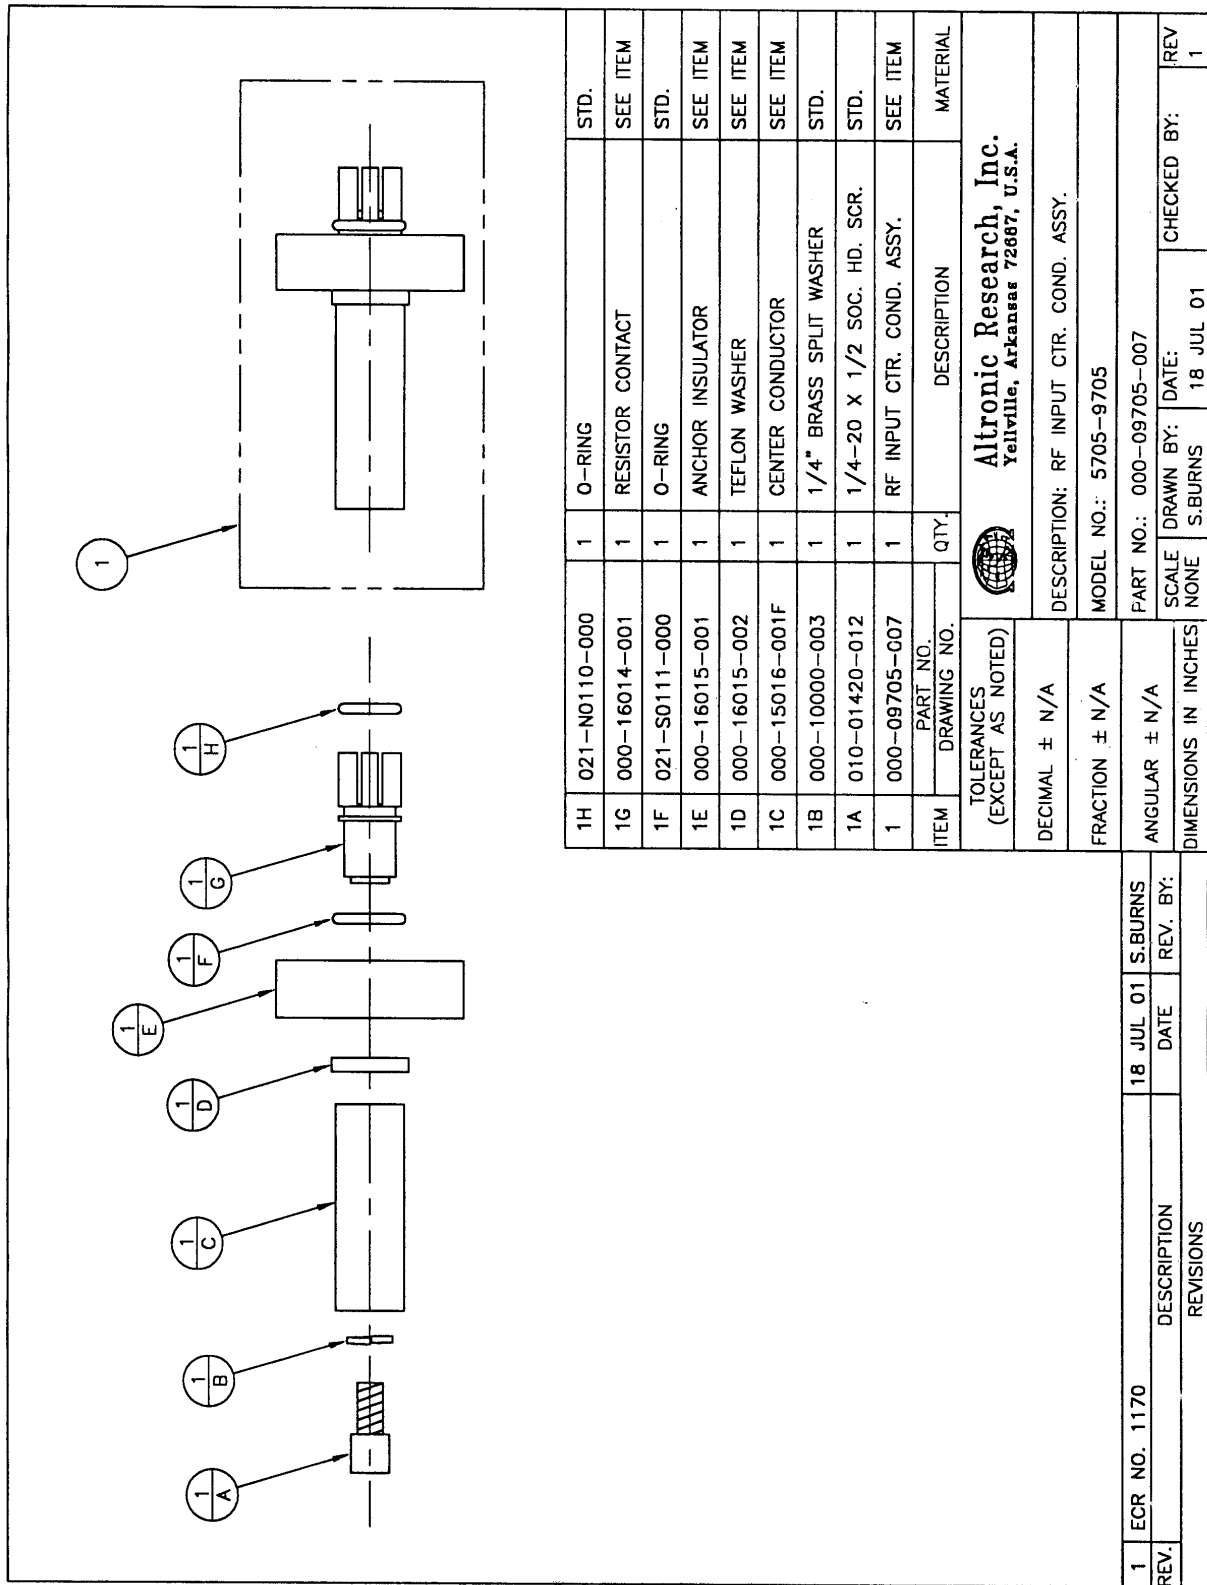 1
1 A
1 B
1 C
1 D
1 E
1 F
1 G
1 H
1H 021-N0110-000 1 O-RING STD.
1G 000-16014-001 1 RESISTOR CONTACT SEE ITEM
1F 021-S0111-000 1 O-RING STD.
1E 000-16015-001 1 ANCHOR INSULATOR SEE ITEM
1D 000-16015-002 1 TEFLON WASHER SEE ITEM
1C 000-15016-001F 1 CENTER CONDUCTOR SEE ITEM
1B 000-10000-003 1 1/4" BRASS SPLIT WASHER STD.
1A 010-01420-012 1 1/4-20 X 1/2 SOC. HD. SCR. STD.
1 000-09705-007 1 RF INPUT CTR. COND. ASSY. SEE ITEM
ITEM PART NO. DRAWING NO. QTY. DESCRIPTION MATERIAL
TOLERANCES
(EXCEPT AS NOTED)
DECIMAL ± N/A
FRACTION ± N/A
ANGULAR ± N/A
DIMENSIONS IN INCHES
Altronic Research, Inc.
Yellville, Arkansas 72687, U.S.A.
DESCRIPTION: RF INPUT CTR. COND. ASSY.
MODEL NO.: 5705-9705
PART NO.: 000-09705-007
SCALE NONE
DRAWN BY: S.BURNS
DATE: 18 JUL 01
CHECKED BY:
REV 1
1 ECR NO. 1170 18 JUL 01 S.BURNS
REV. DESCRIPTION DATE REV. BY:
REVISIONS